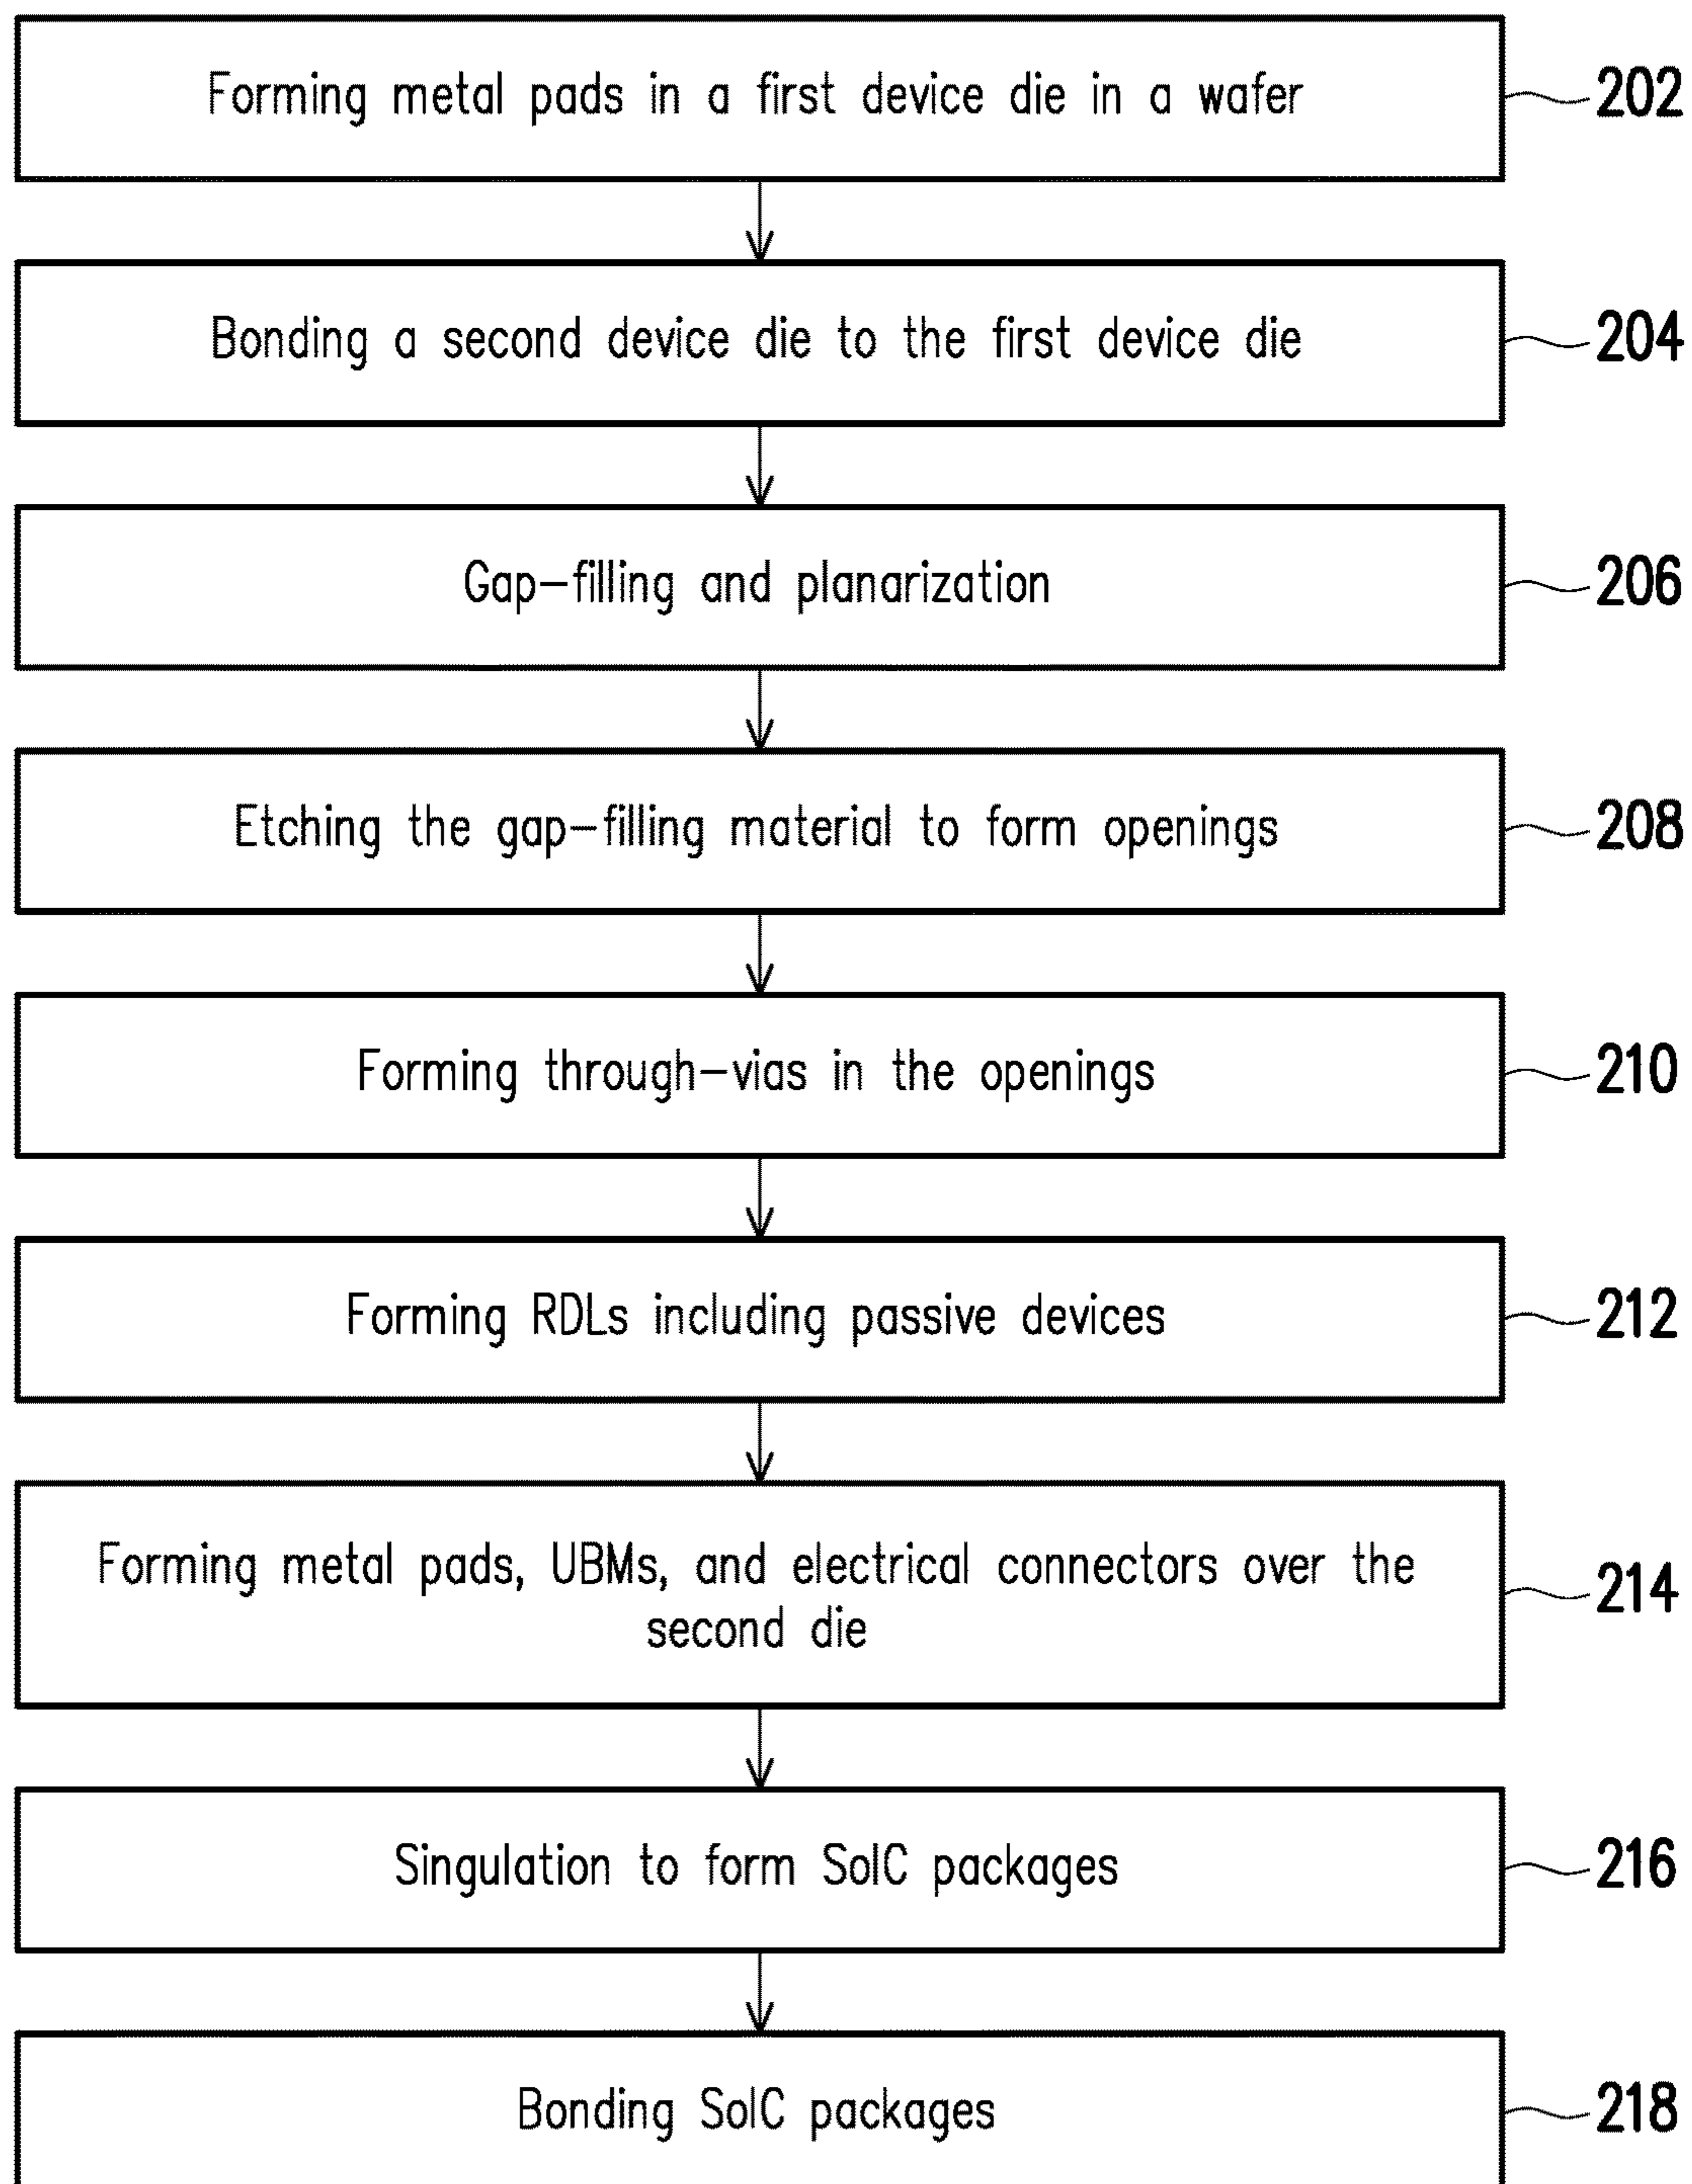 Forming metal pads in a first device die in a wafer
202
Bonding a second device die to the first device die
204
Gap-filling and planarization
206
Etching the gap-filling material to form openings
208
Forming through-vias in the openings
210
Forming RDLs including passive devices
212
Forming metal pads, UBMs, and electrical connectors over the
second die
214
Singulation to form SoIC packages
216
Bonding SoIC packages
218